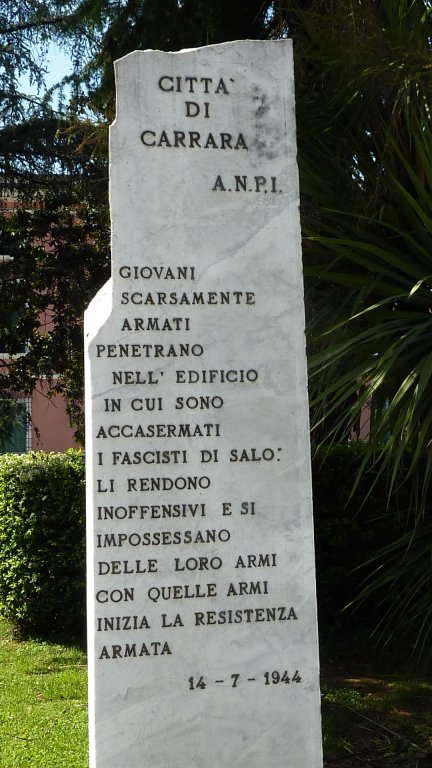 CITTA'
DI
CARRARA
A.N.P.I.
GIOVANI
SCARSAMENTE
ARMATI
PENETRANO
NELL' EDIFICIO
IN CUI SONO
ACCASERMATI
I FASCISTI DI SALO'.
LI RENDONO
INOFFENSIVI E SI
IMPOSSESSANO
DELLE LORO ARMI
CON QUELLE ARMI
INIZIA LA RESISTENZA
ARMATA
14-7-1944